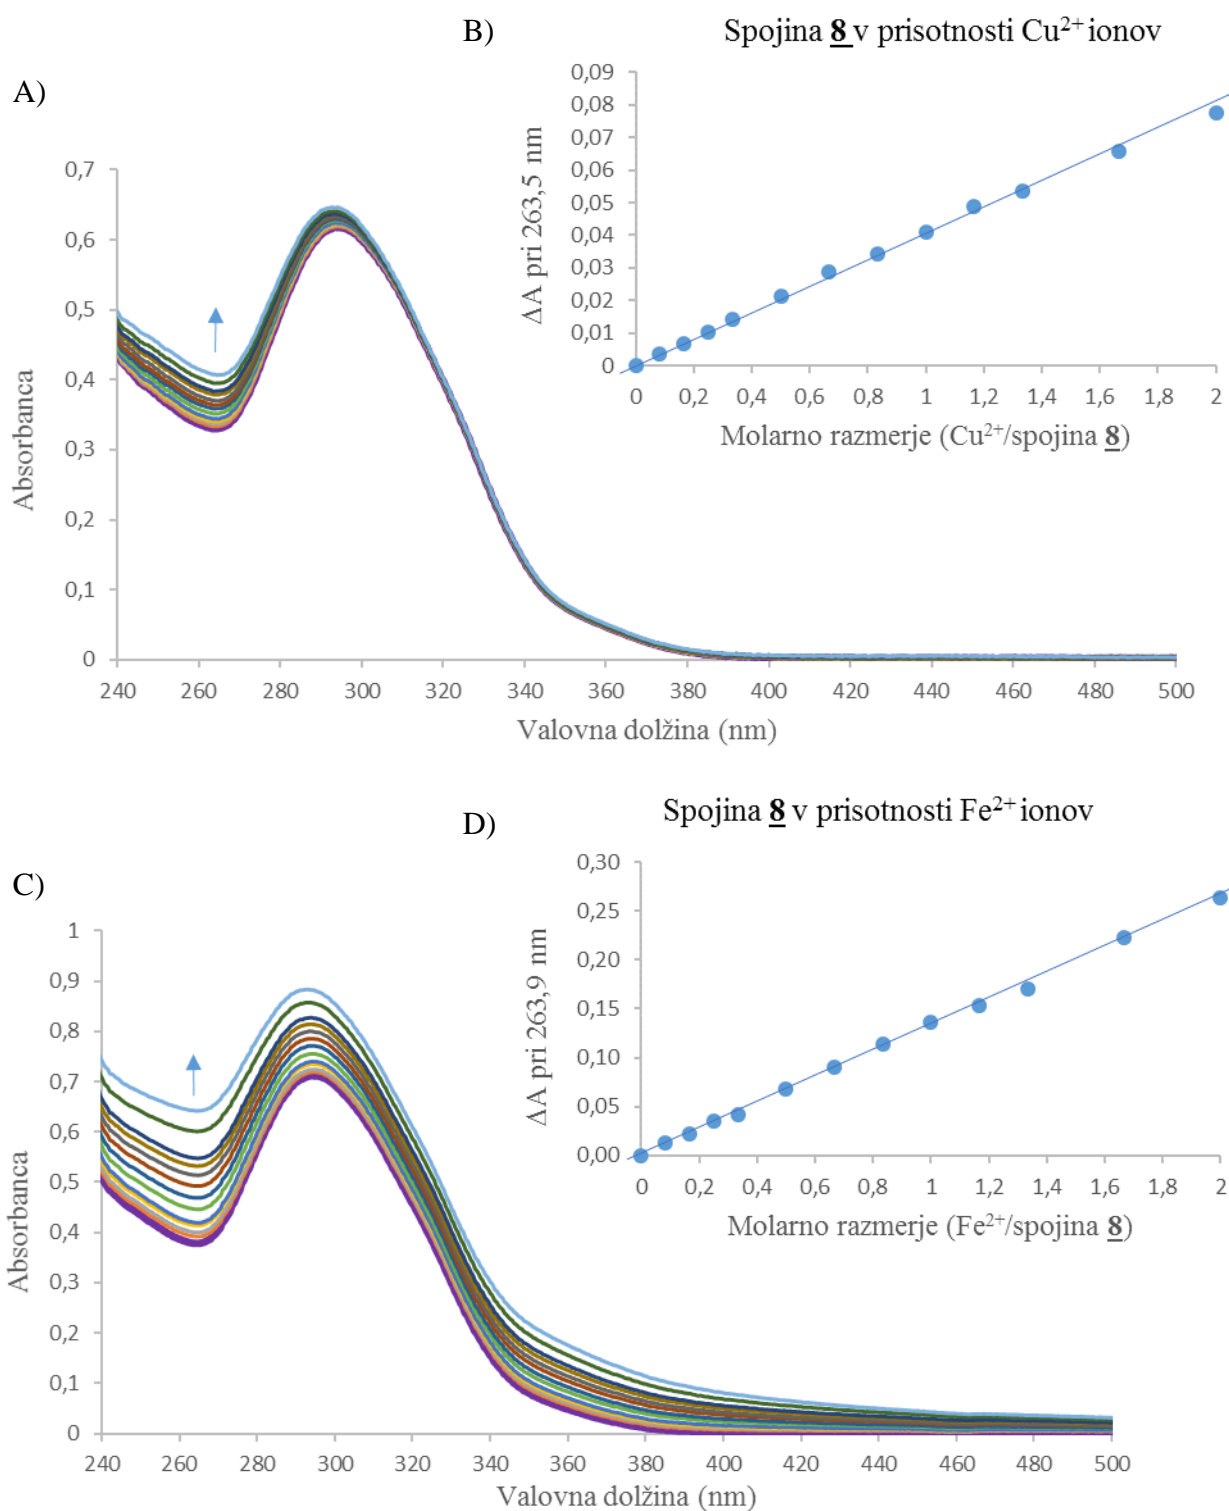 B)
Spojina 8 v prisotnosti Cu²⁺ ionov
A)
0,09
0,08
0,07
0,06
0,05
0,04
0,03
0,02
0,01
0
ΔA pri 263,5 nm
0 0,2 0,4 0,6 0,8 1 1,2 1,4 1,6 1,8 2
Molarno razmerje (Cu²⁺/spojina 8)
0,7
0,6
0,5
0,4
0,3
0,2
0,1
0
Absorbanca
240 260 280 300 320 340 360 380 400 420 440 460 480 500
Valovna dolžina (nm)
D)
Spojina 8 v prisotnosti Fe²⁺ ionov
C)
0,30
0,25
0,20
0,15
0,10
0,05
0,00
ΔA pri 263,9 nm
0 0,2 0,4 0,6 0,8 1 1,2 1,4 1,6 1,8 2
Molarno razmerje (Fe²⁺/spojina 8)
1
0,9
0,8
0,7
0,6
0,5
0,4
0,3
0,2
0,1
0
Absorbanca
240 260 280 300 320 340 360 380 400 420 440 460 480 500
Valovna dolžina (nm)